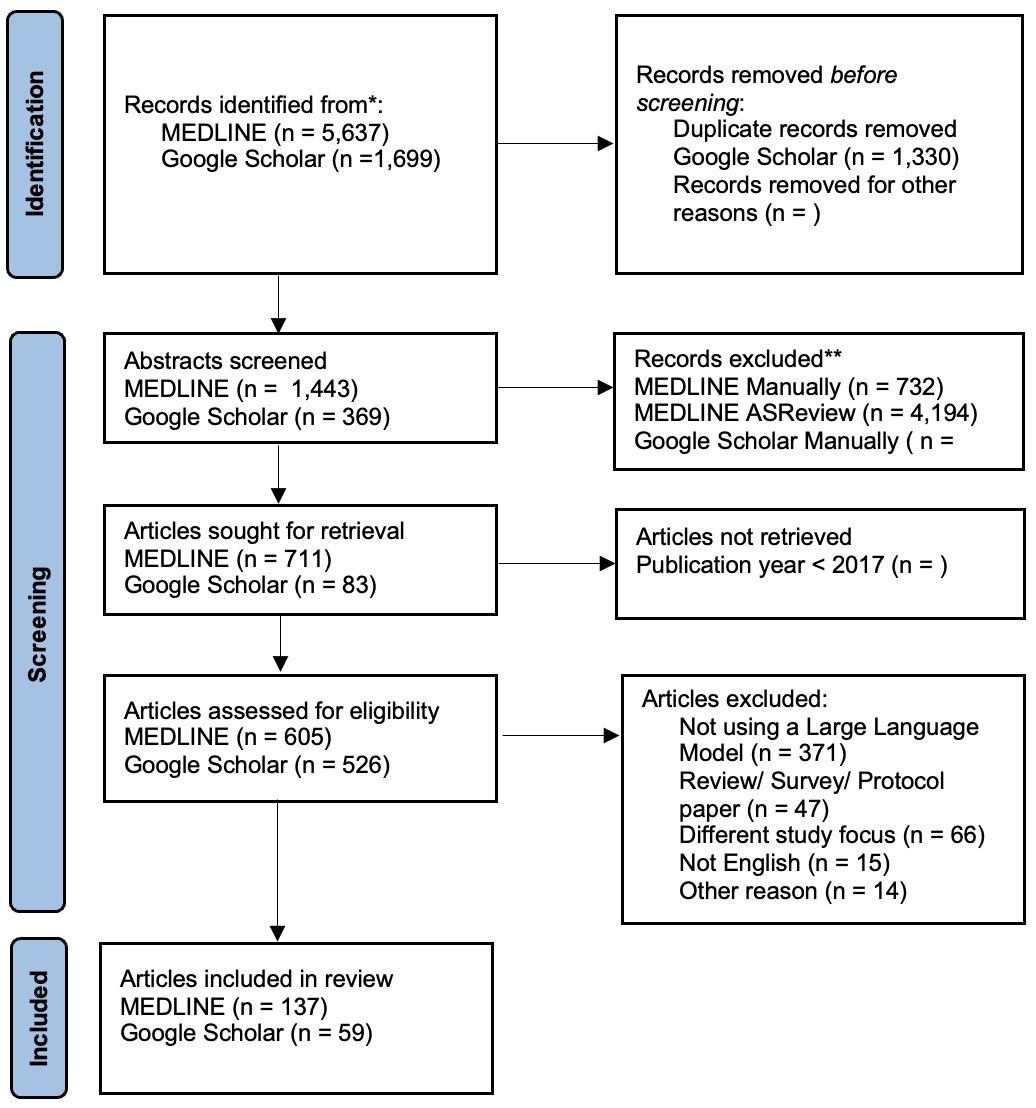 Identification
Records identified from*:
MEDLINE (n = 5,637)
Google Scholar (n =1,699)
Records removed before
screening:
Duplicate records removed
Google Scholar (n = 1,330)
Records removed for other
reasons (n = )
Screening
Abstracts screened
MEDLINE (n =  1,443)
Google Scholar (n = 369)
Records excluded**
MEDLINE Manually (n = 732)
MEDLINE ASReview (n = 4,194)
Google Scholar Manually ( n =
Articles sought for retrieval
MEDLINE (n = 711)
Google Scholar (n = 83)
Articles not retrieved
Publication year < 2017 (n = )
Articles assessed for eligibility
MEDLINE (n = 605)
Google Scholar (n = 526)
Articles excluded:
Not using a Large Language
Model (n = 371)
Review/ Survey/ Protocol
paper (n = 47)
Different study focus (n = 66)
Not English (n = 15)
Other reason (n = 14)
Included
Articles included in review
MEDLINE (n = 137)
Google Scholar (n = 59)